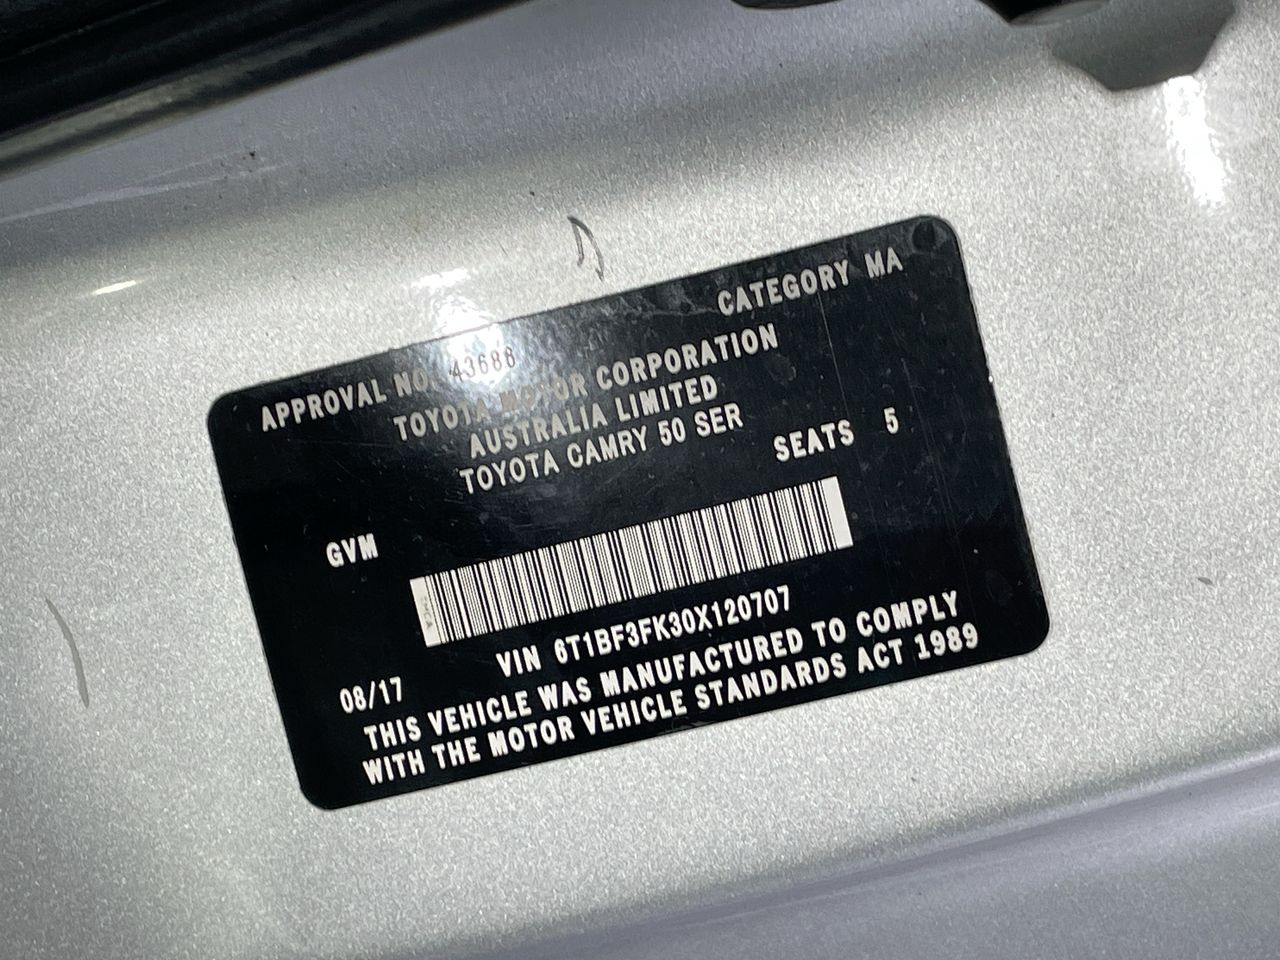 APPROVAL NO. 43688 CATEGORY MA
TOYOTA MOTOR CORPORATION
AUSTRALIA LIMITED
TOYOTA CAMRY 50 SER
GVM SEATS 5
VIN 6T1BF3FK30X120707
08/17
THIS VEHICLE WAS MANUFACTURED TO COMPLY
WITH THE MOTOR VEHICLE STANDARDS ACT 1989